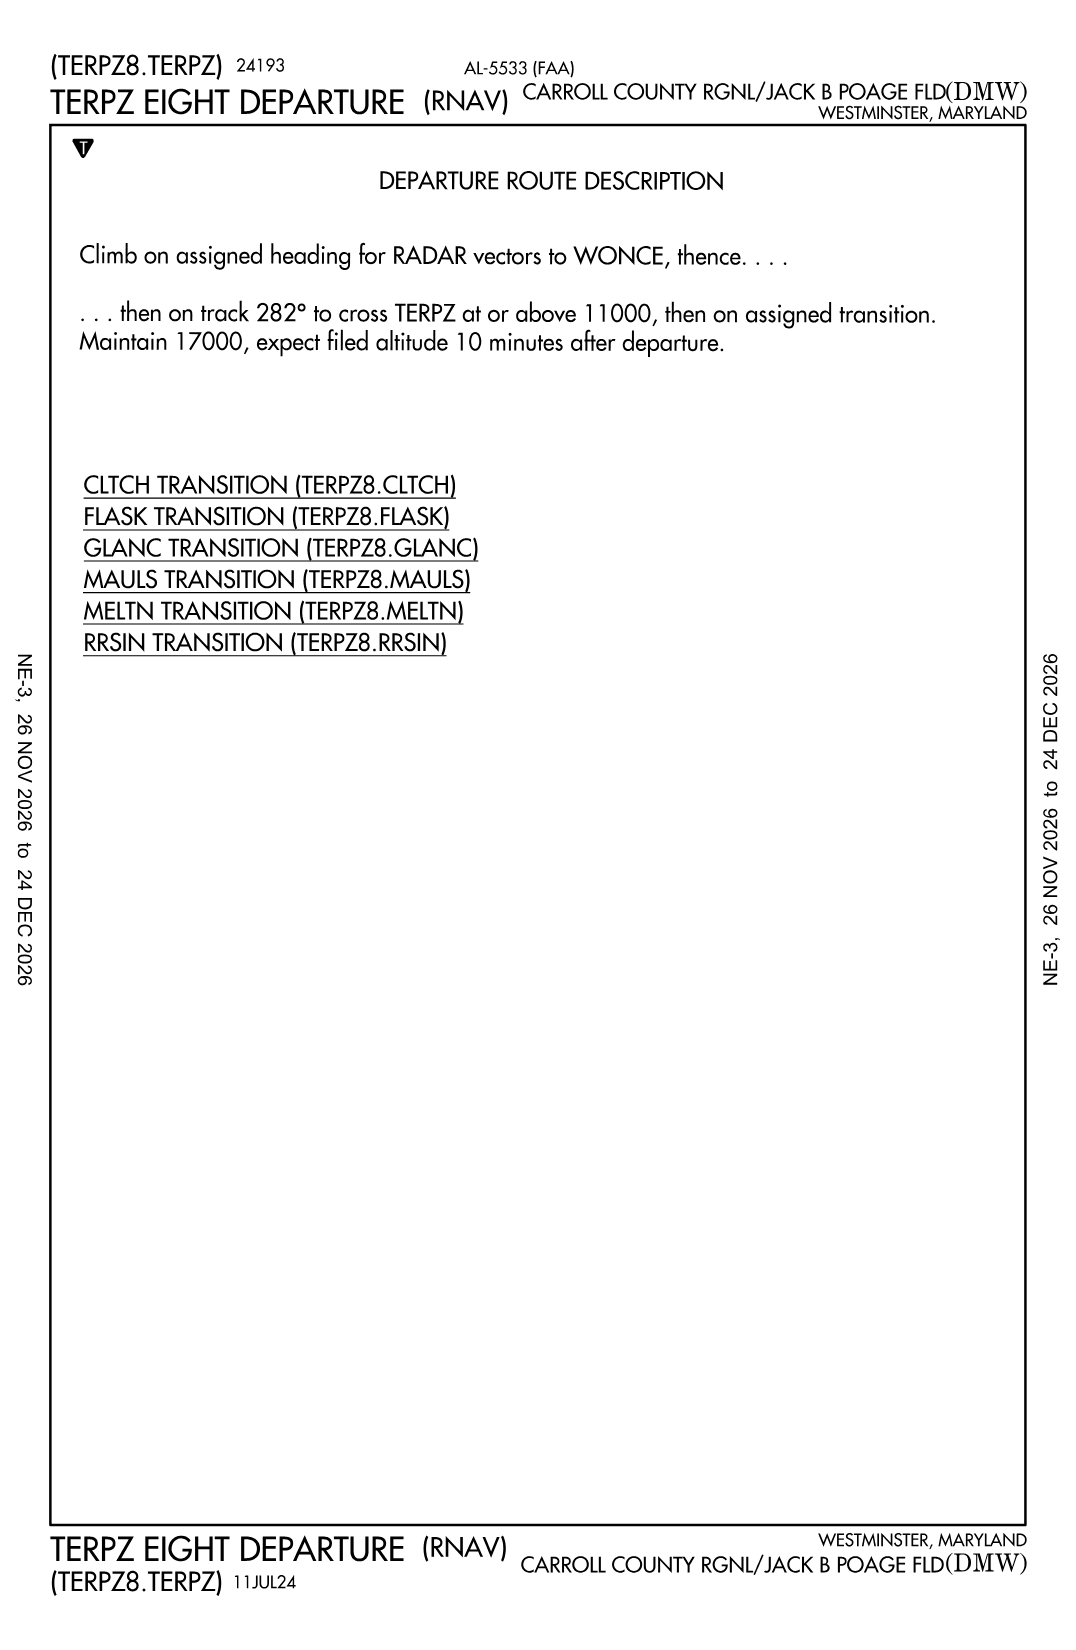 (TERPZ8.TERPZ) 24193
AL-5533 (FAA)
TERPZ EIGHT DEPARTURE (RNAV)
CARROLL COUNTY RGNL/JACK B POAGE FLD(DMW)
WESTMINSTER, MARYLAND
T
DEPARTURE ROUTE DESCRIPTION
Climb on assigned heading for RADAR vectors to WONCE, thence. . . .
. . . then on track 282° to cross TERPZ at or above 11000, then on assigned transition.
Maintain 17000, expect filed altitude 10 minutes after departure.
CLTCH TRANSITION (TERPZ8.CLTCH)
FLASK TRANSITION (TERPZ8.FLASK)
GLANC TRANSITION (TERPZ8.GLANC)
MAULS TRANSITION (TERPZ8.MAULS)
MELTN TRANSITION (TERPZ8.MELTN)
RRSIN TRANSITION (TERPZ8.RRSIN)
NE-3, 26 NOV 2026 to 24 DEC 2026
NE-3, 26 NOV 2026 to 24 DEC 2026
TERPZ EIGHT DEPARTURE (RNAV)
(TERPZ8.TERPZ) 11JUL24
WESTMINSTER, MARYLAND
CARROLL COUNTY RGNL/JACK B POAGE FLD(DMW)